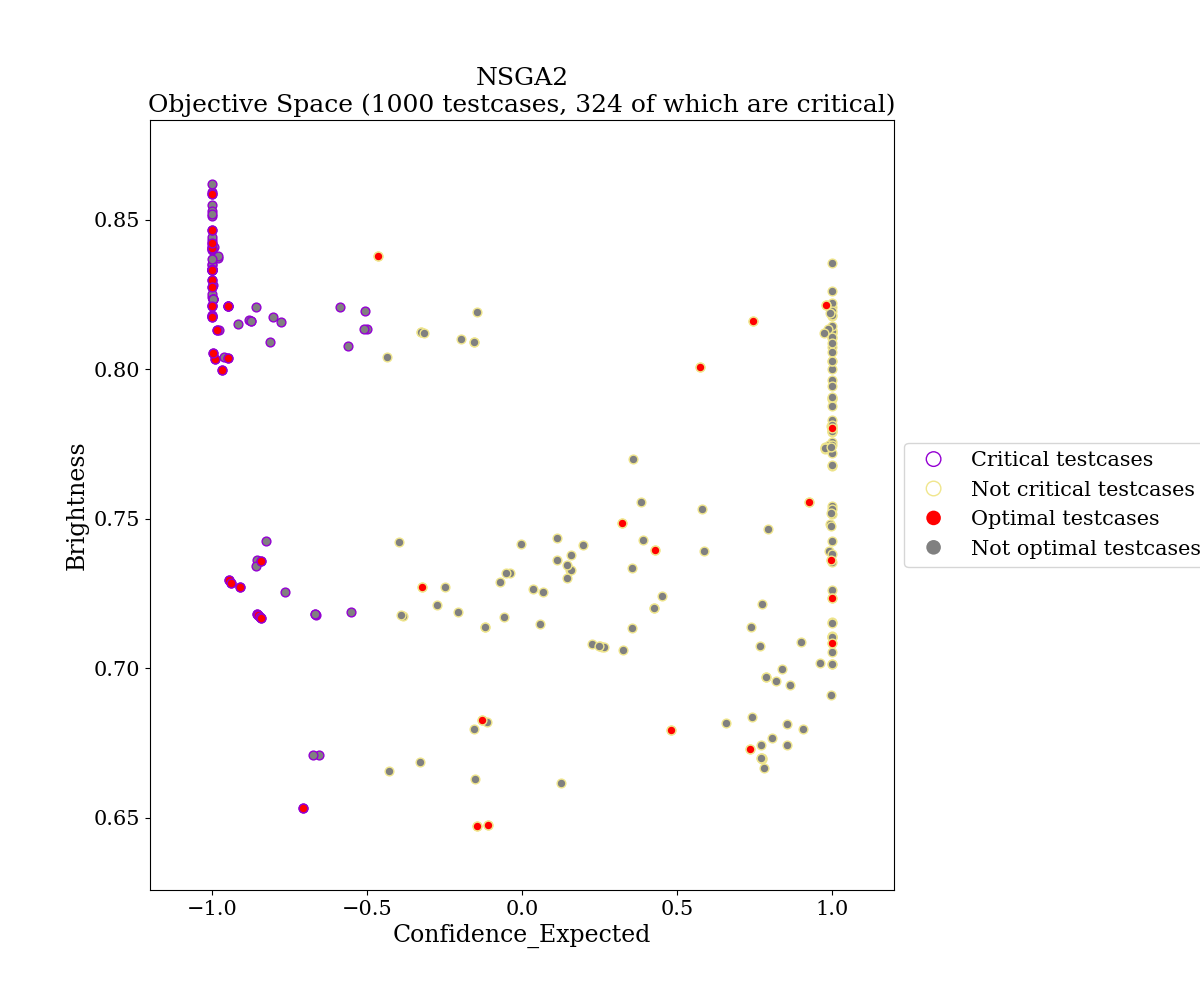 NSGA2
Objective Space (1000 testcases, 324 of which are critical)
0.85
0.80
0.75
0.70
0.65
Brightness
−1.0
−0.5
0.0
0.5
1.0
Confidence_Expected
Critical testcases
Not critical testcases
Optimal testcases
Not optimal testcases